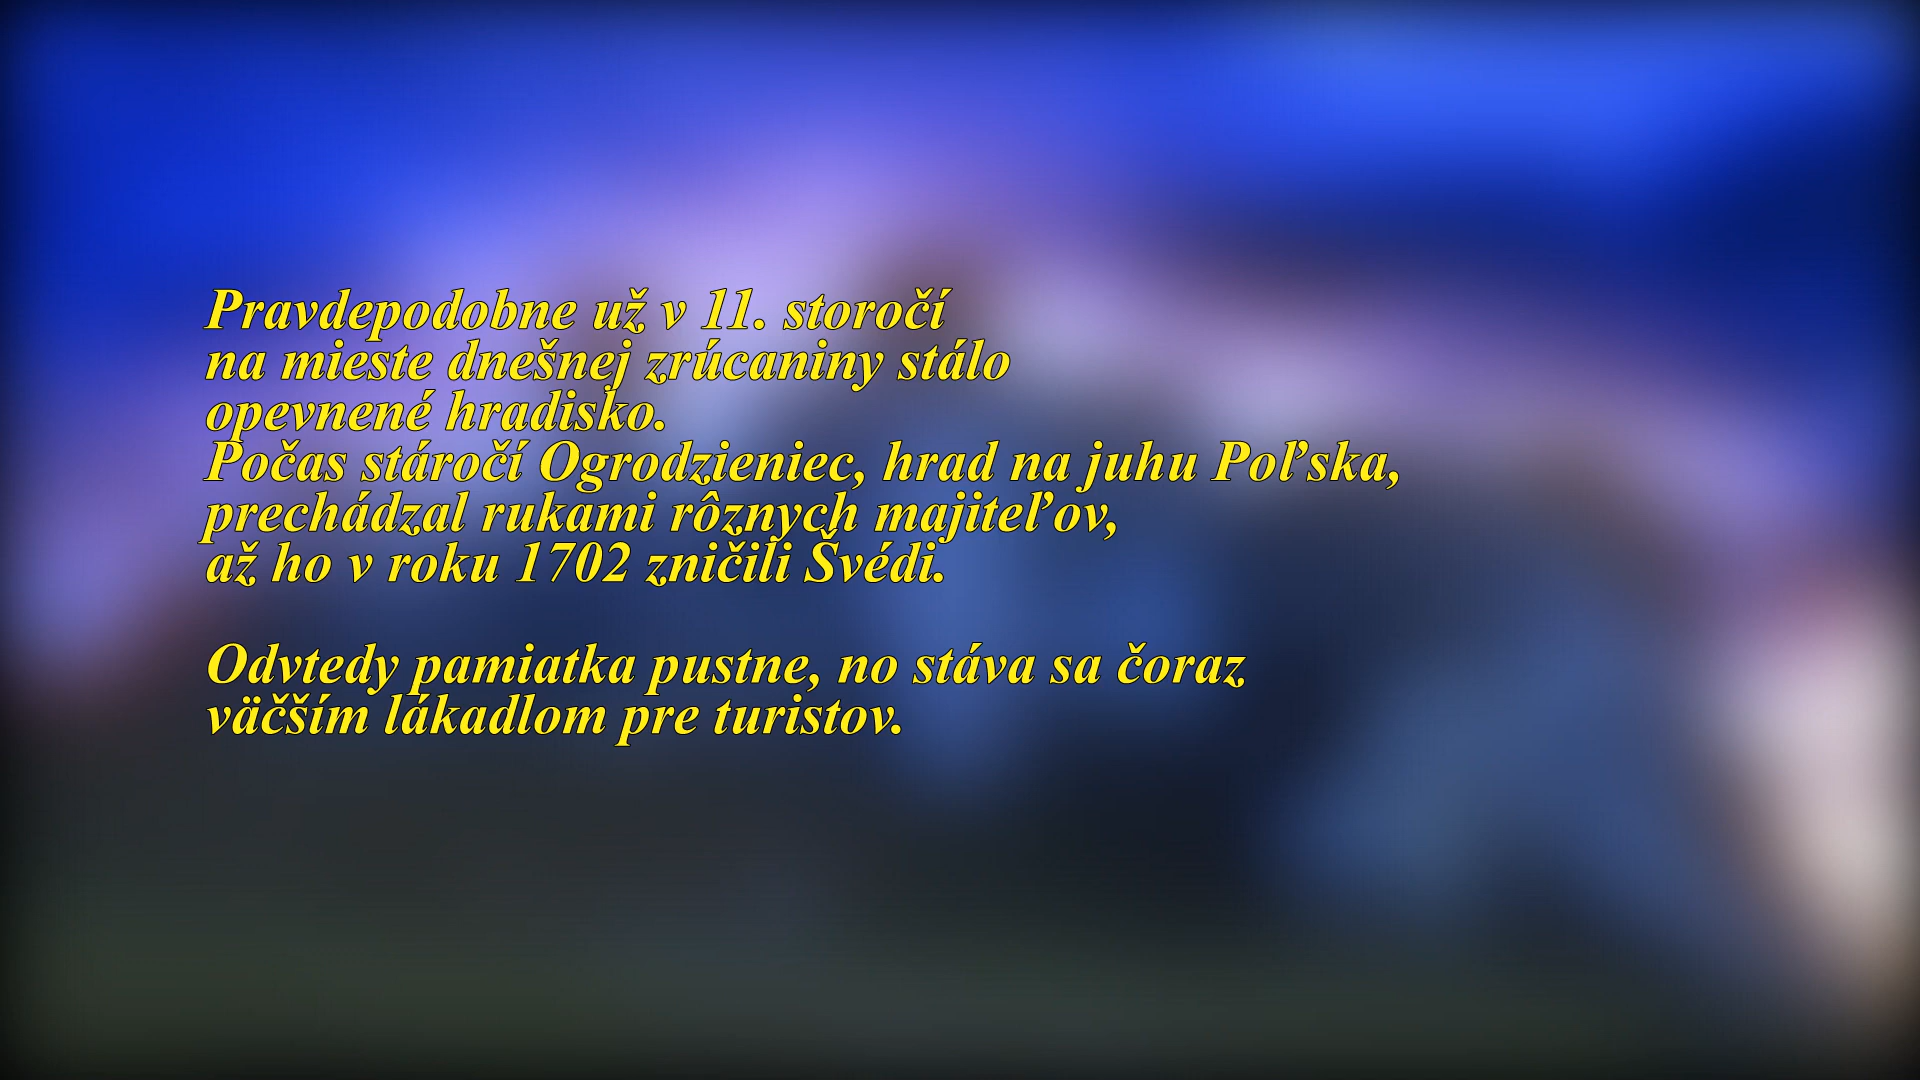 Pravdepodobne už v 11. storočí
na mieste dnešnej zrúcaniny stálo
opevnené hradisko.
Počas stáročí Ogrodzieniec, hrad na juhu Poľska,
prechádzal rukami rôznych majiteľov,
až ho v roku 1702 zničili Švédi.
Odvtedy pamiatka pustne, no stáva sa čoraz
väčším lákadlom pre turistov.